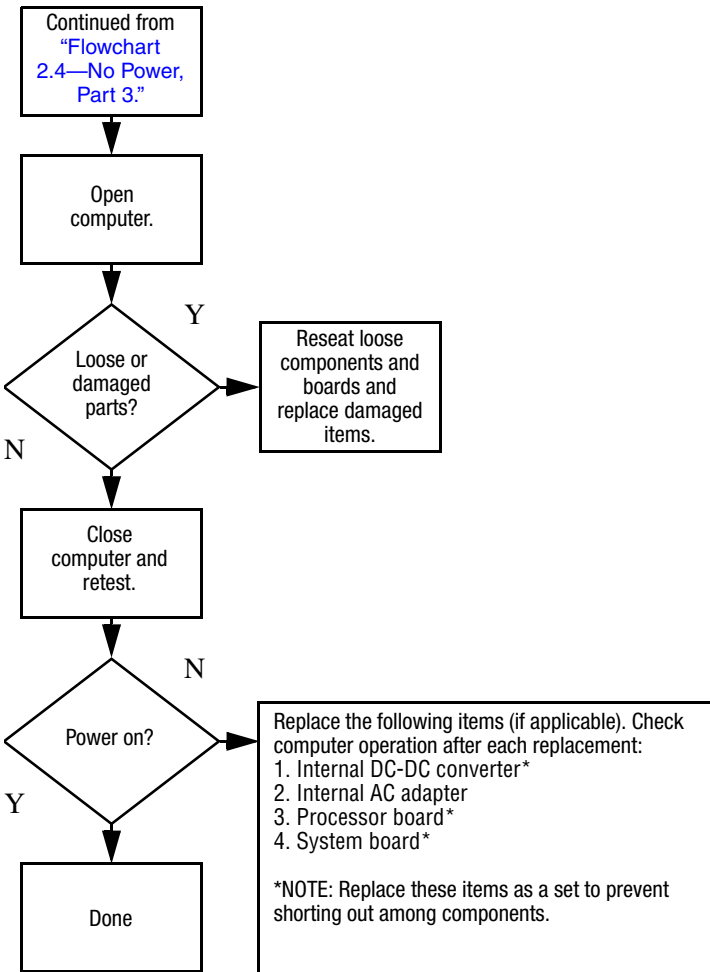 Continued from
“Flowchart
2.4—No Power,
Part 3.”
Open
computer.
Y
Loose or
damaged
parts?
Reseat loose
components and
boards and
replace damaged
items.
N
Close
computer and
retest.
N
Power on?
Replace the following items (if applicable). Check
computer operation after each replacement:
1. Internal DC-DC converter*
2. Internal AC adapter
3. Processor board*
4. System board*
*NOTE: Replace these items as a set to prevent
shorting out among components.
Y
Done